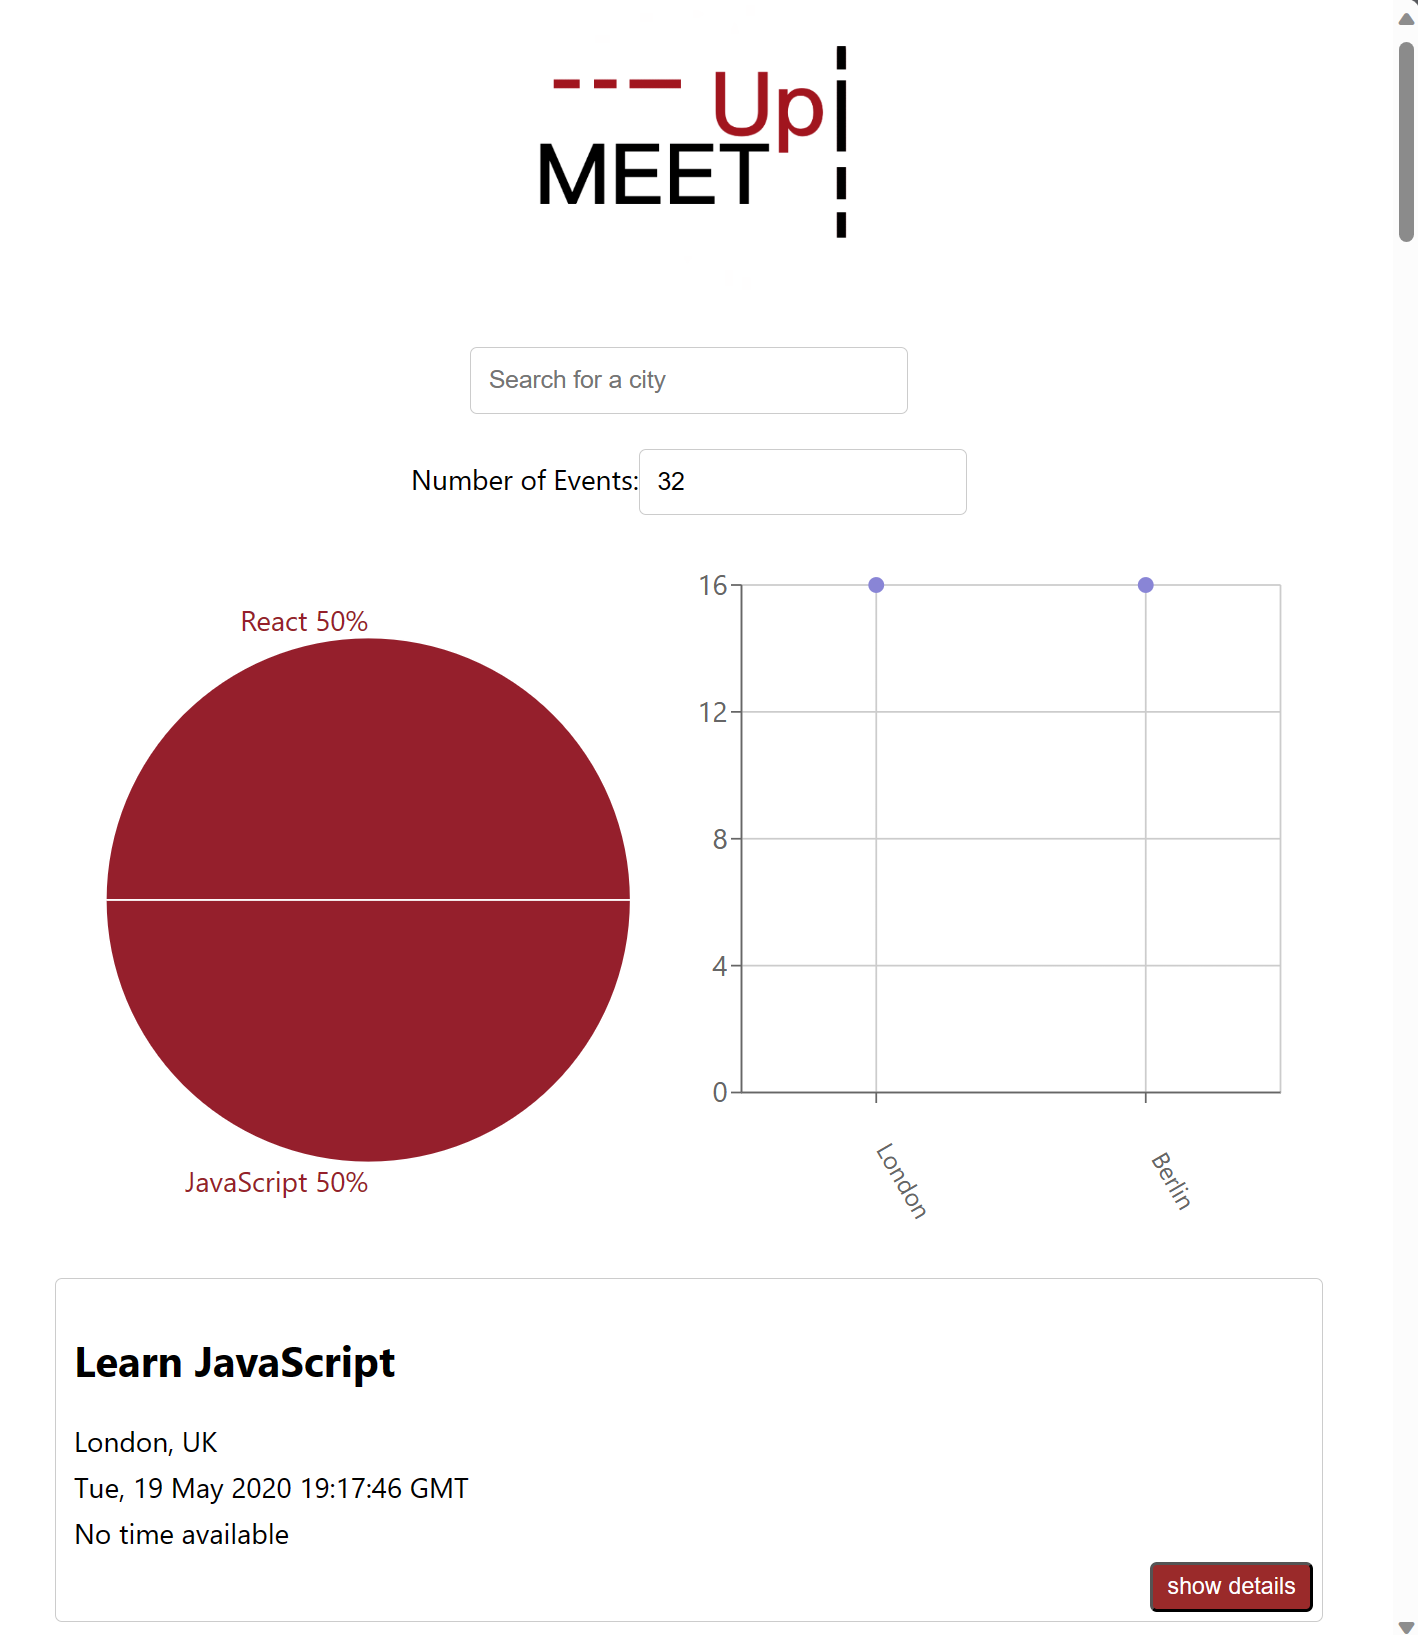 Up
MEET
Search for a city
Number of Events: 32
React 50%
JavaScript 50%
16
12
8
4
0
London
Berlin
Learn JavaScript
London, UK
Tue, 19 May 2020 19:17:46 GMT
No time available
show details